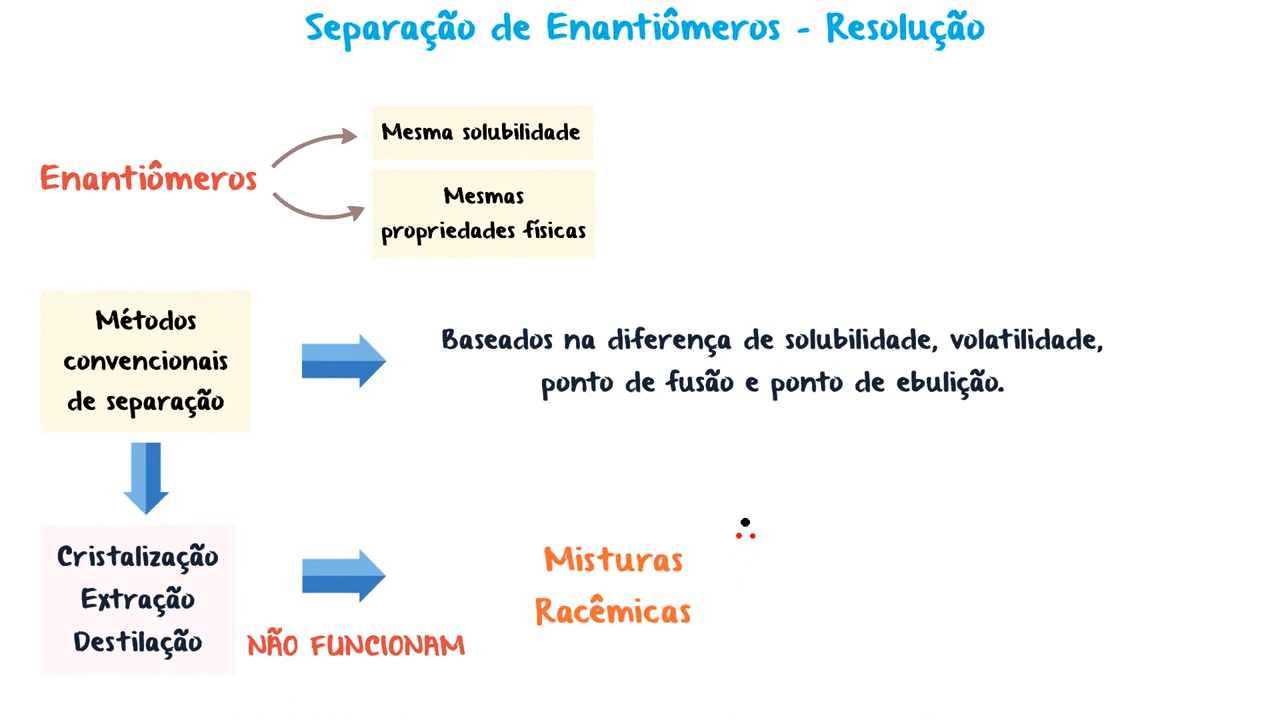 Separação de Enantiômeros - Resolução
Enantiômeros
Mesma solubilidade
Mesmas
propriedades físicas
Métodos
convencionais
de separação
Baseados na diferença de solubilidade, volatilidade,
ponto de fusão e ponto de ebulição.
Cristalização
Extração
Destilação
NÃO FUNCIONAM
Misturas
Racêmicas